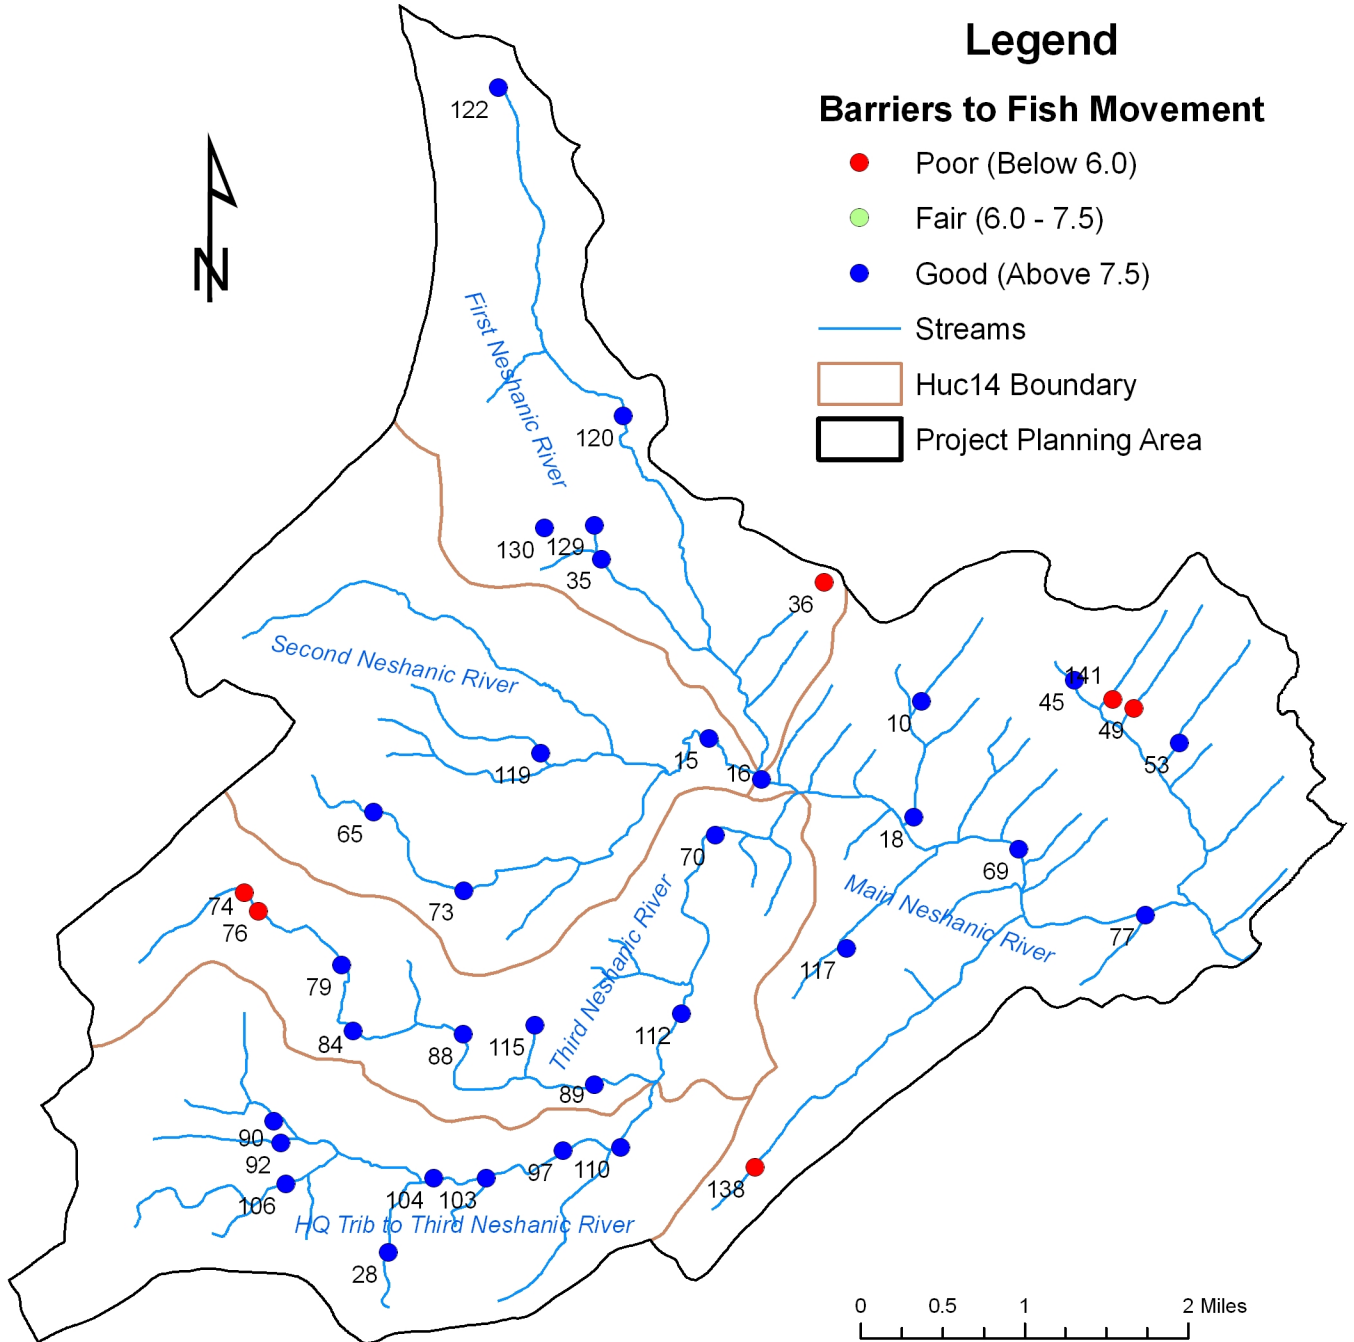 Legend
Barriers to Fish Movement
Poor (Below 6.0)
Fair (6.0 - 7.5)
Good (Above 7.5)
Streams
Huc14 Boundary
Project Planning Area
N
122
First Neshanic River
120
130
129
35
36
Second Neshanic River
119
15
16
10
141
45
49
53
65
73
70
18
69
Main Neshanic River
77
117
74
76
79
84
88
115
Third Neshanic River
112
89
90
92
106
104
103
97
110
138
HQ Trib to Third Neshanic River
28
0 0.5 1 2 Miles